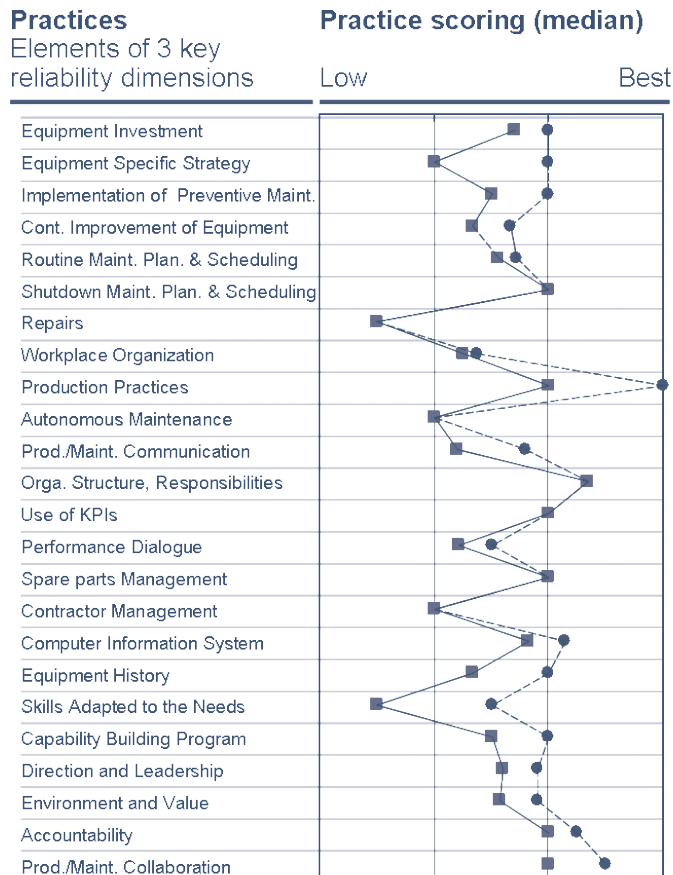 Practices
Elements of 3 key
reliability dimensions
Practice scoring (median)
Low
Best
Equipment Investment
Equipment Specific Strategy
Implementation of Preventive Maint.
Cont. Improvement of Equipment
Routine Maint. Plan. & Scheduling
Shutdown Maint. Plan. & Scheduling
Repairs
Workplace Organization
Production Practices
Autonomous Maintenance
Prod./Maint. Communication
Orga. Structure, Responsibilities
Use of KPIs
Performance Dialogue
Spare parts Management
Contractor Management
Computer Information System
Equipment History
Skills Adapted to the Needs
Capability Building Program
Direction and Leadership
Environment and Value
Accountability
Prod./Maint. Collaboration